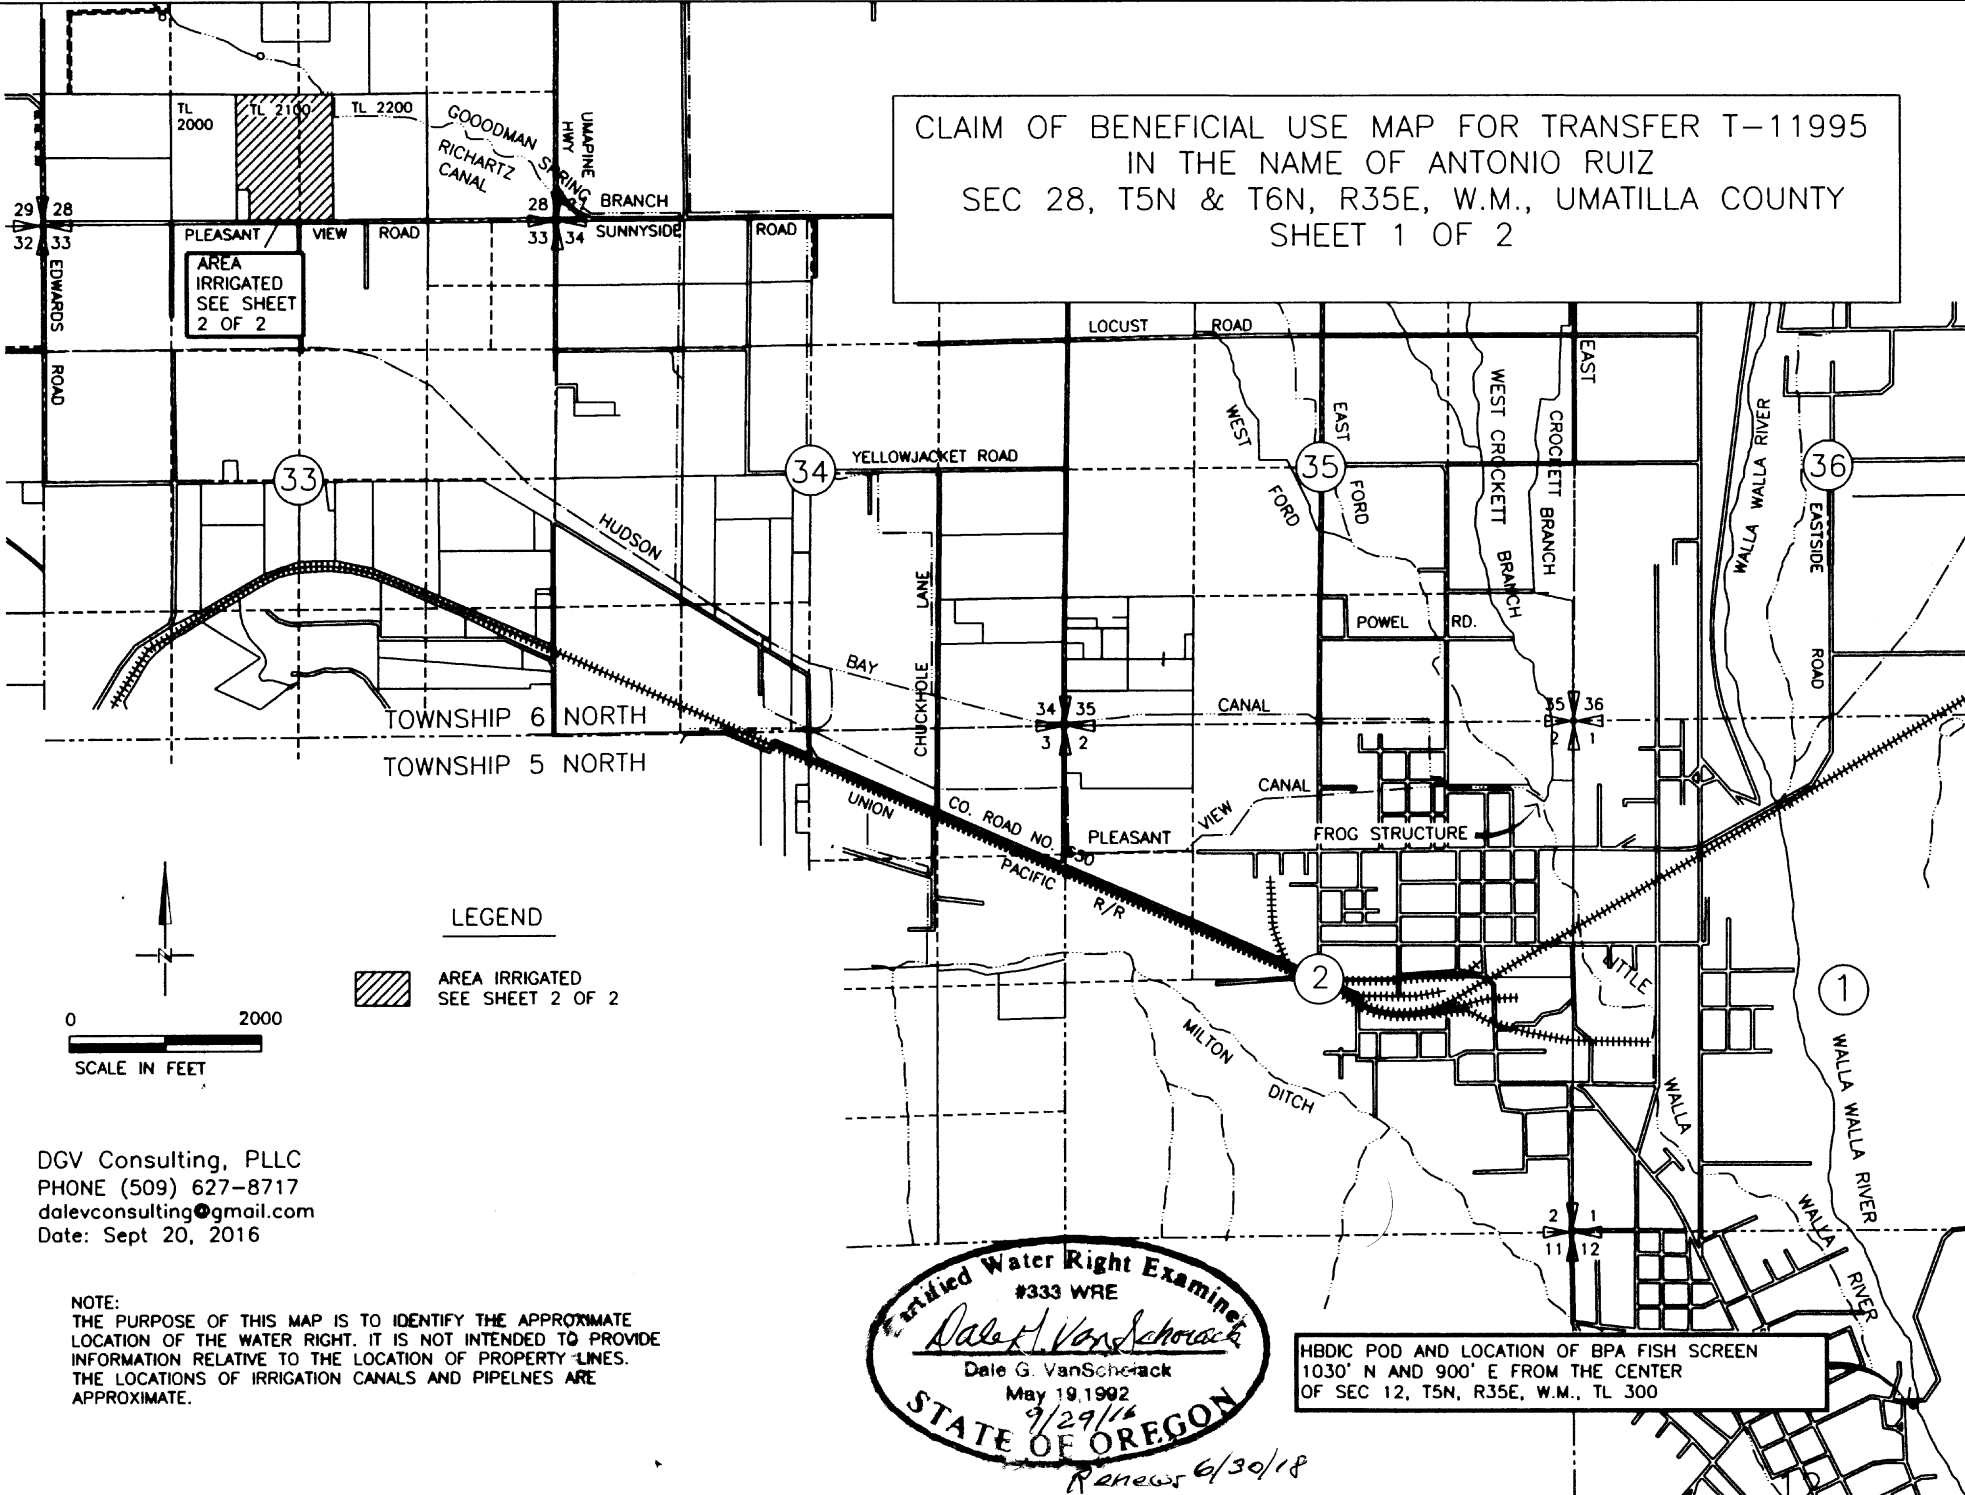 CLAIM OF BENEFICIAL USE MAP FOR TRANSFER T-11995
IN THE NAME OF ANTONIO RUIZ
SEC 28, T5N & T6N, R35E, W.M., UMATILLA COUNTY
SHEET 1 OF 2
TL
2000
TL 2100
TL 2200
GOOODMAN SPRING
RICHARTZ
CANAL
UMAPINE
HWY
BRANCH
29 28
32 33
28 27
33 34
PLEASANT VIEW ROAD
SUNNYSIDE ROAD
AREA
IRRIGATED
SEE SHEET
2 OF 2
EDWARDS ROAD
LOCUST ROAD
EAST
WEST CROCKETT BRANCH
CROCKETT BRANCH
WEST FORD
EAST FORD
WALLA WALLA RIVER
WALLA WALLA RIVER
EASTSIDE ROAD
YELLOWJACKET ROAD
33
34
35
36
HUDSON
BAY
CANAL
CHUCKHOLE LANE
POWEL RD.
TOWNSHIP 6 NORTH
TOWNSHIP 5 NORTH
34 35
3 2
35 36
2 1
UNION
PACIFIC
R/R
CO. ROAD NO. 630
PLEASANT
VIEW
CANAL
FROG STRUCTURE
2
1
LITTLE
WALLA
WALLA
RIVER
WALLA WALLA RIVER
MILTON
DITCH
2 1
11 12
LEGEND
AREA IRRIGATED
SEE SHEET 2 OF 2
N
0 2000
SCALE IN FEET
DGV Consulting, PLLC
PHONE (509) 627-8717
dalevconsulting@gmail.com
Date: Sept 20, 2016
NOTE:
THE PURPOSE OF THIS MAP IS TO IDENTIFY THE APPROXIMATE
LOCATION OF THE WATER RIGHT. IT IS NOT INTENDED TO PROVIDE
INFORMATION RELATIVE TO THE LOCATION OF PROPERTY LINES.
THE LOCATIONS OF IRRIGATION CANALS AND PIPELNES ARE
APPROXIMATE.
Certified Water Right Examiner
#333 WRE
Dale G. VanSchoiack
May 19, 1992
9/29/16
STATE OF OREGON
Renews 6/30/18
HBDIC POD AND LOCATION OF BPA FISH SCREEN
1030' N AND 900' E FROM THE CENTER
OF SEC 12, T5N, R35E, W.M., TL 300